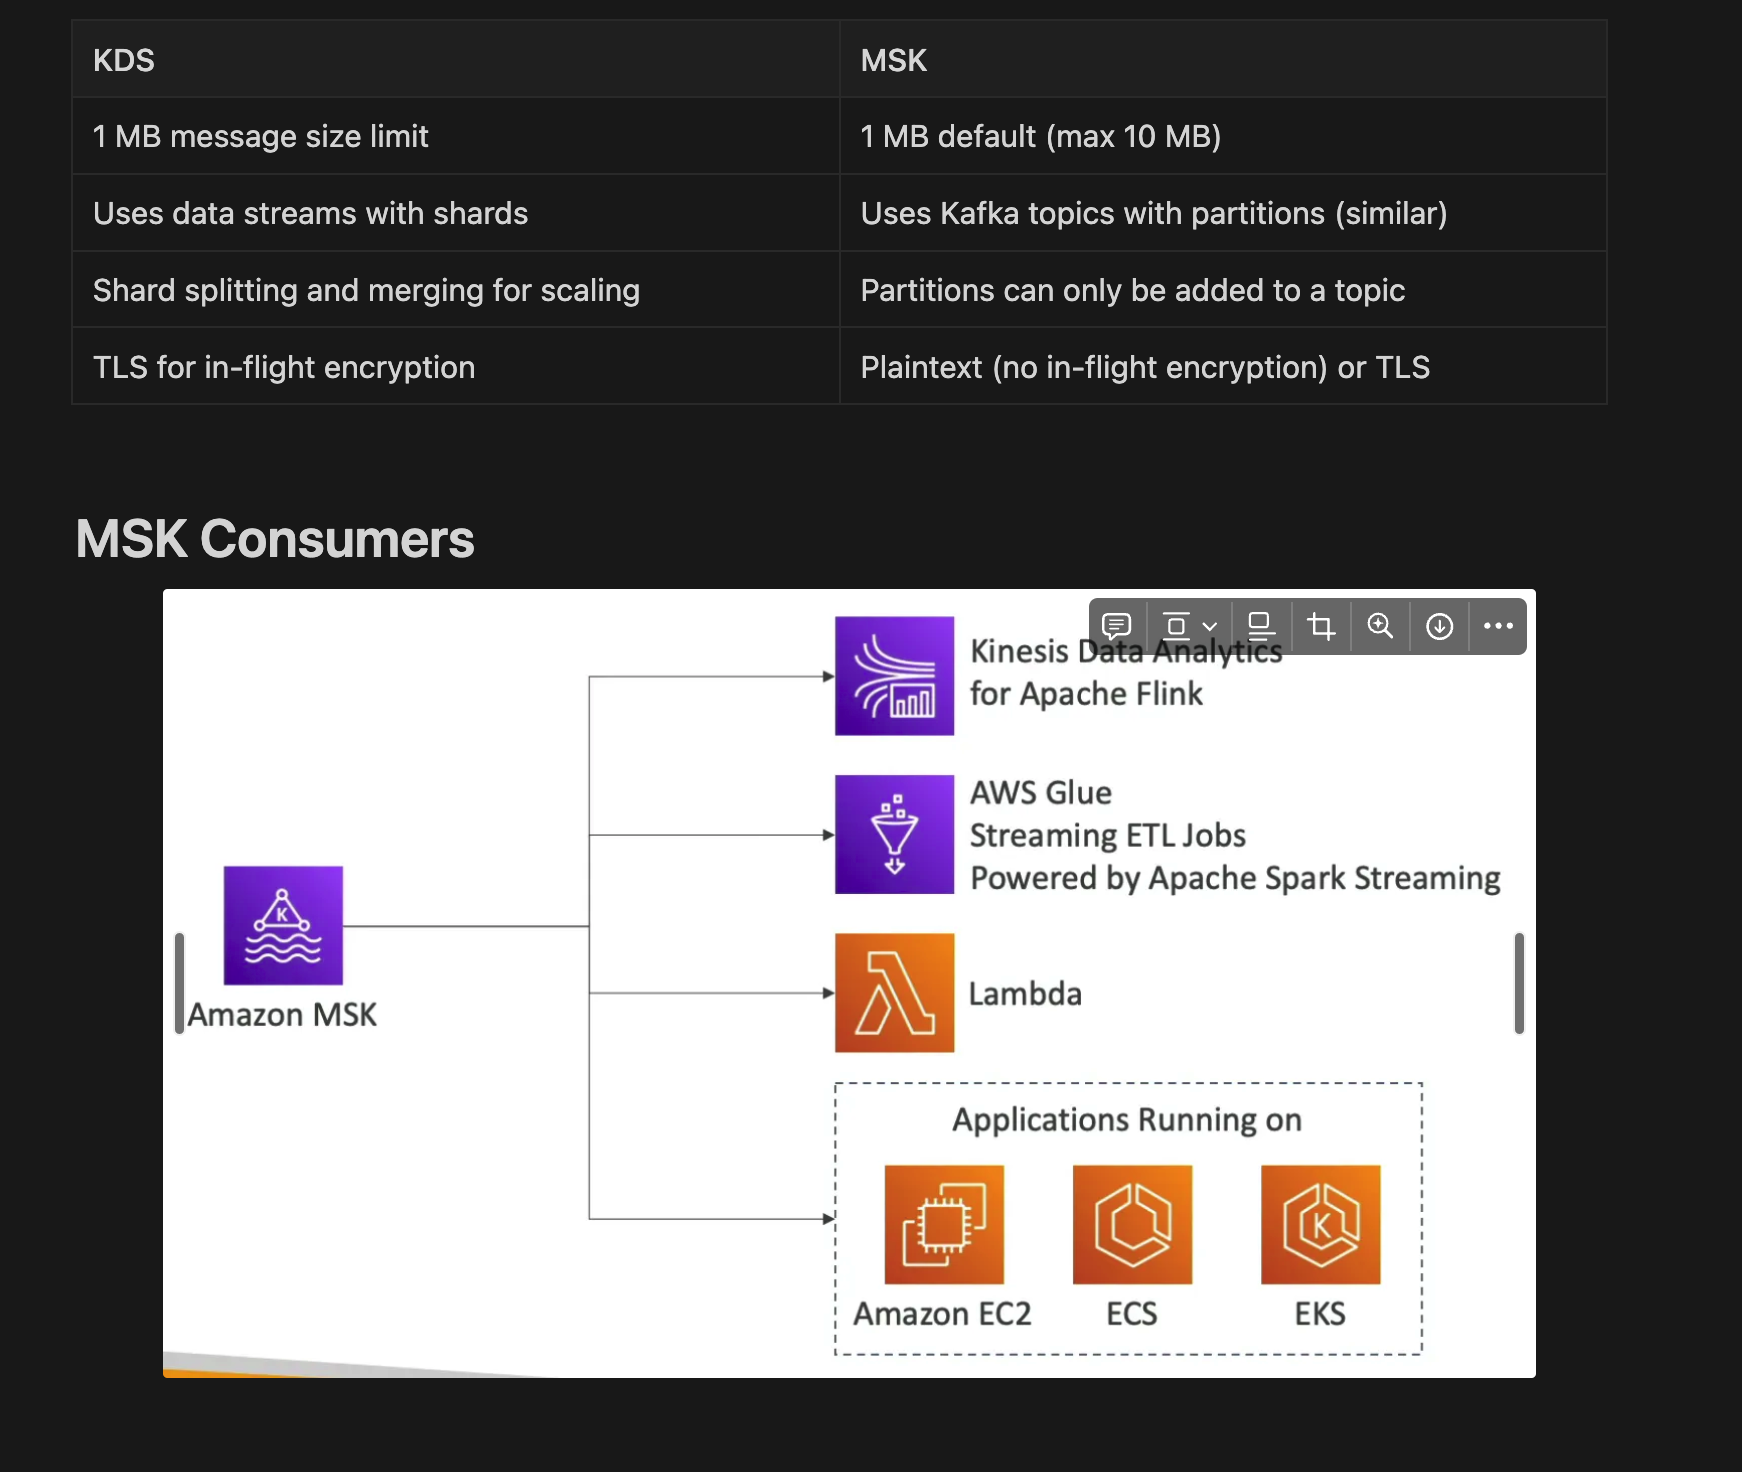 KDS
MSK
1 MB message size limit
1 MB default (max 10 MB)
Uses data streams with shards
Uses Kafka topics with partitions (similar)
Shard splitting and merging for scaling
Partitions can only be added to a topic
TLS for in-flight encryption
Plaintext (no in-flight encryption) or TLS
MSK Consumers
Kinesis Data Analytics
for Apache Flink
AWS Glue
Streaming ETL Jobs
Powered by Apache Spark Streaming
K
Amazon MSK
Lambda
Applications Running on
K
Amazon EC2
ECS
EKS